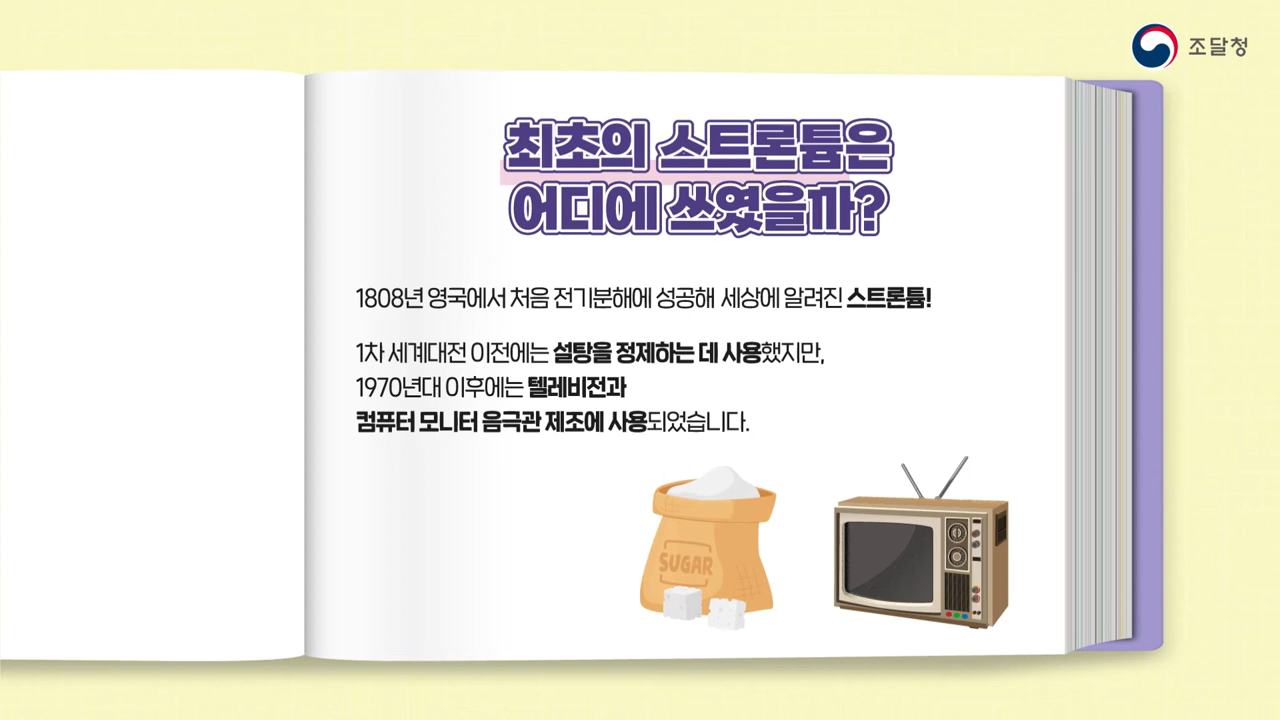 조달청
최초의 스트론튬은
어디에 쓰였을까?
1808년 영국에서 처음 전기분해에 성공해 세상에 알려진 스트론튬!
1차 세계대전 이전에는 설탕을 정제하는 데 사용했지만,
1970년대 이후에는 텔레비전과
컴퓨터 모니터 음극관 제조에 사용되었습니다.
SUGAR